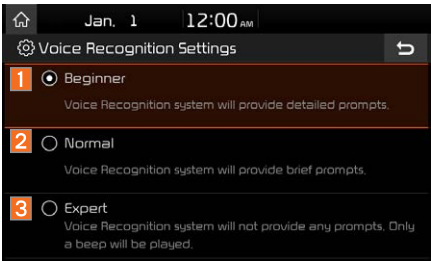 Jan. 1 12:00 AM
Voice Recognition Settings
1 Beginner
Voice Recognition system will provide detailed prompts.
2 Normal
Voice Recognition system will provide brief prompts.
3 Expert
Voice Recognition system will not provide any prompts. Only
a beep will be played.